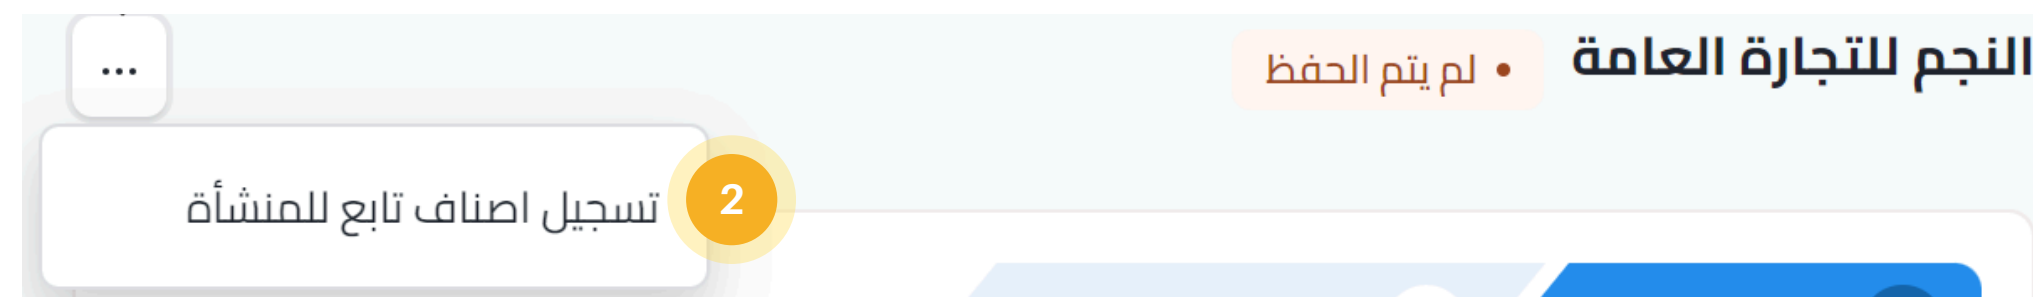 النجم للتجارة العامة
• لم يتم الحفظ
...
2
تسجيل اصناف تابع للمنشأة